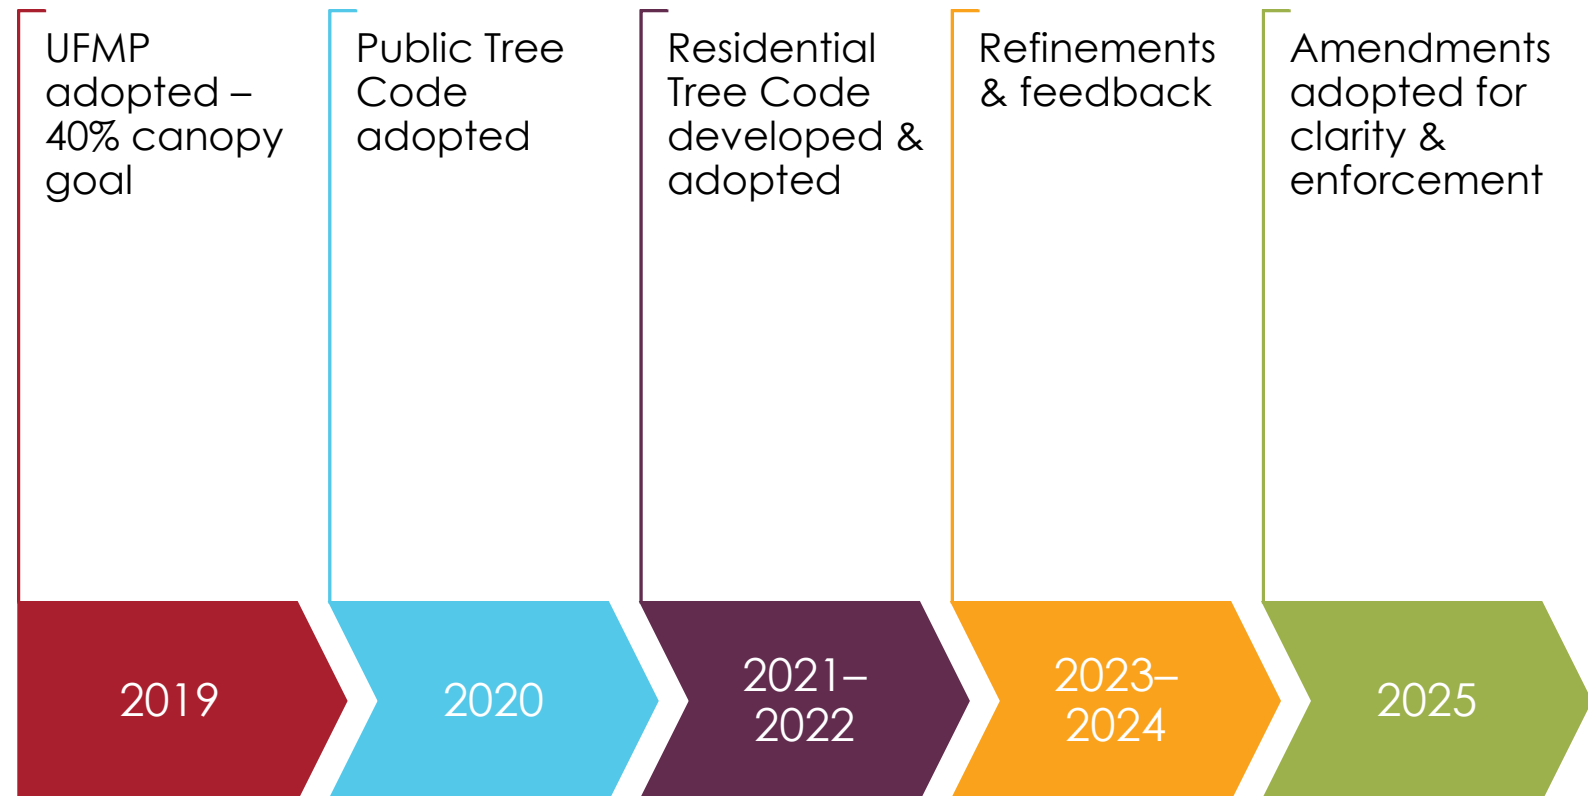 UFMP
adopted –
40% canopy
goal
Public Tree
Code
adopted
Residential
Tree Code
developed &
adopted
Refinements
& feedback
Amendments
adopted for
clarity &
enforcement
2019
2020
2021–
2022
2023–
2024
2025